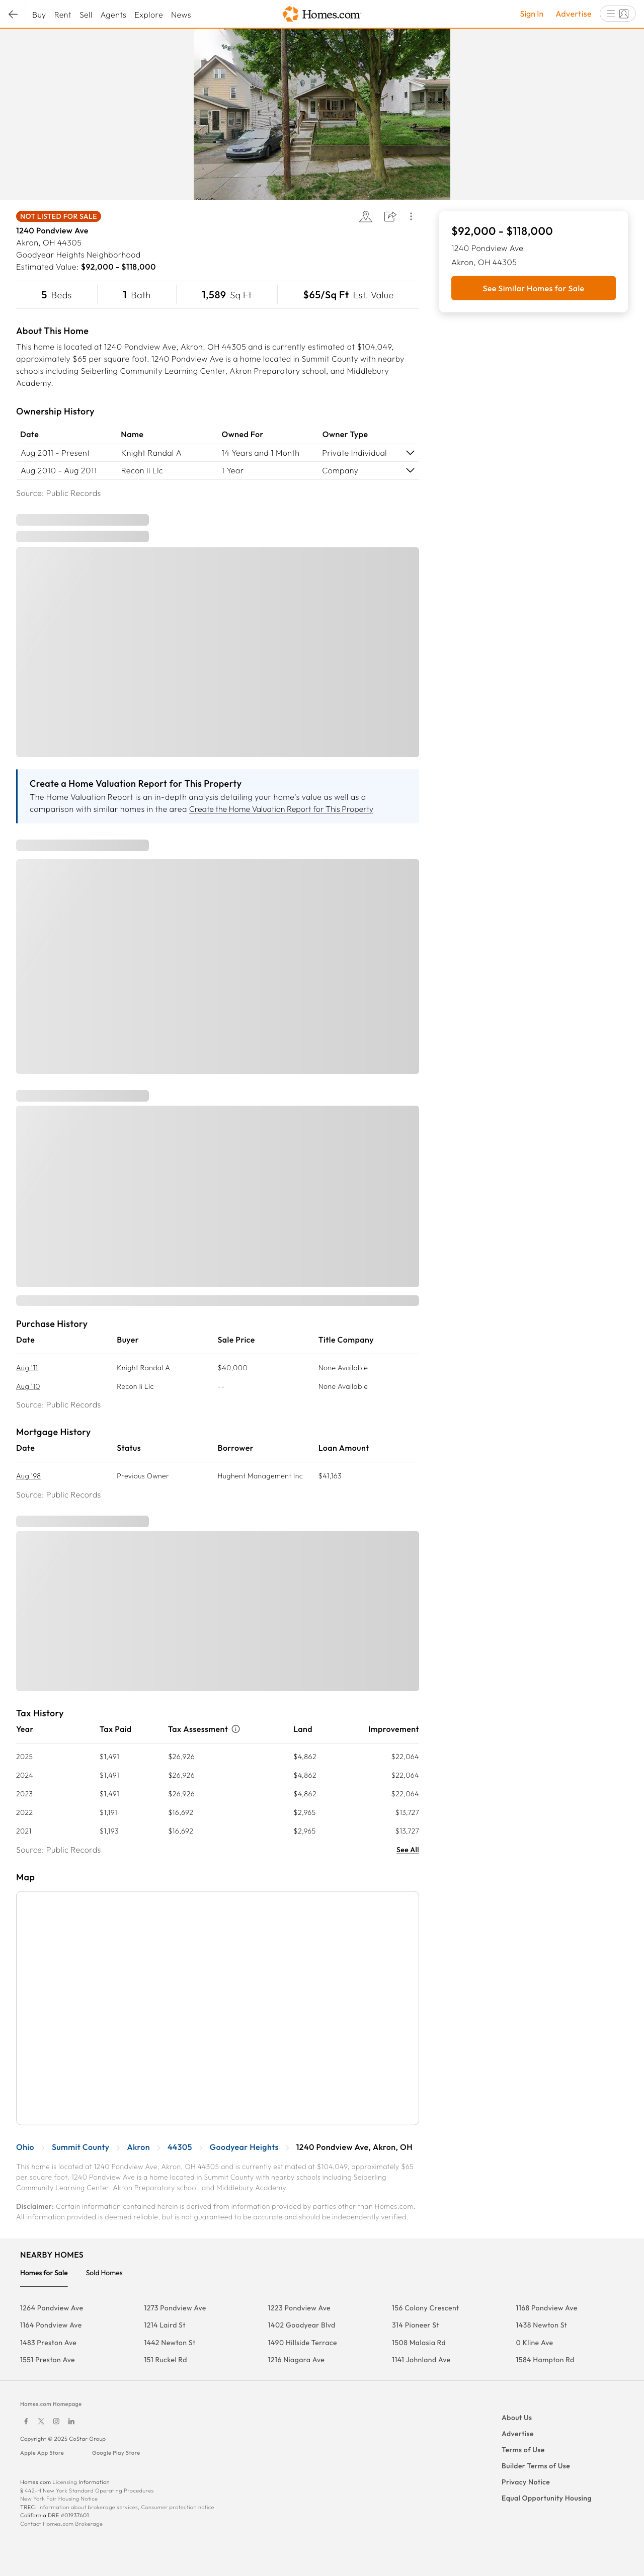 Buy Rent Sell Agents Explore News
Homes.com
Sign In Advertise
NOT LISTED FOR SALE
1240 Pondview Ave
Akron, OH 44305
Goodyear Heights Neighborhood
Estimated Value: $92,000 - $118,000
5 Beds 1 Bath 1,589 Sq Ft $65/Sq Ft Est. Value
$92,000 - $118,000
1240 Pondview Ave
Akron, OH 44305
See Similar Homes for Sale
About This Home
This home is located at 1240 Pondview Ave, Akron, OH 44305 and is currently estimated at $104,049,
approximately $65 per square foot. 1240 Pondview Ave is a home located in Summit County with nearby
schools including Seiberling Community Learning Center, Akron Preparatory school, and Middlebury
Academy.
Ownership History
Date Name Owned For Owner Type
Aug 2011 - Present Knight Randal A 14 Years and 1 Month Private Individual
Aug 2010 - Aug 2011 Recon Ii Llc 1 Year Company
Source: Public Records
Create a Home Valuation Report for This Property
The Home Valuation Report is an in-depth analysis detailing your home's value as well as a
comparison with similar homes in the area Create the Home Valuation Report for This Property
Purchase History
Date Buyer Sale Price Title Company
Aug '11 Knight Randal A $40,000 None Available
Aug '10 Recon Ii Llc -- None Available
Source: Public Records
Mortgage History
Date Status Borrower Loan Amount
Aug '98 Previous Owner Hughent Management Inc $41,163
Source: Public Records
Tax History
Year Tax Paid Tax Assessment Land Improvement
2025 $1,491 $26,926 $4,862 $22,064
2024 $1,491 $26,926 $4,862 $22,064
2023 $1,491 $26,926 $4,862 $22,064
2022 $1,191 $16,692 $2,965 $13,727
2021 $1,193 $16,692 $2,965 $13,727
Source: Public Records See All
Map
Ohio Summit County Akron 44305 Goodyear Heights 1240 Pondview Ave, Akron, OH
This home is located at 1240 Pondview Ave, Akron, OH 44305 and is currently estimated at $104,049, approximately $65
per square foot. 1240 Pondview Ave is a home located in Summit County with nearby schools including Seiberling
Community Learning Center, Akron Preparatory school, and Middlebury Academy.
Disclaimer: Certain information contained herein is derived from information provided by parties other than Homes.com.
All information provided is deemed reliable, but is not guaranteed to be accurate and should be independently verified.
NEARBY HOMES
Homes for Sale Sold Homes
1264 Pondview Ave 1273 Pondview Ave 1223 Pondview Ave 156 Colony Crescent 1168 Pondview Ave
1164 Pondview Ave 1214 Laird St 1402 Goodyear Blvd 314 Pioneer St 1438 Newton St
1483 Preston Ave 1442 Newton St 1490 Hillside Terrace 1508 Malasia Rd 0 Kline Ave
1551 Preston Ave 151 Ruckel Rd 1216 Niagara Ave 1141 Johnland Ave 1584 Hampton Rd
Homes.com Homepage
Copyright © 2025 CoStar Group
Apple App Store Google Play Store
Homes.com Licensing Information
§ 442-H New York Standard Operating Procedures
New York Fair Housing Notice
TREC: Information about brokerage services, Consumer protection notice
California DRE #01937601
Contact Homes.com Brokerage
About Us
Advertise
Terms of Use
Builder Terms of Use
Privacy Notice
Equal Opportunity Housing